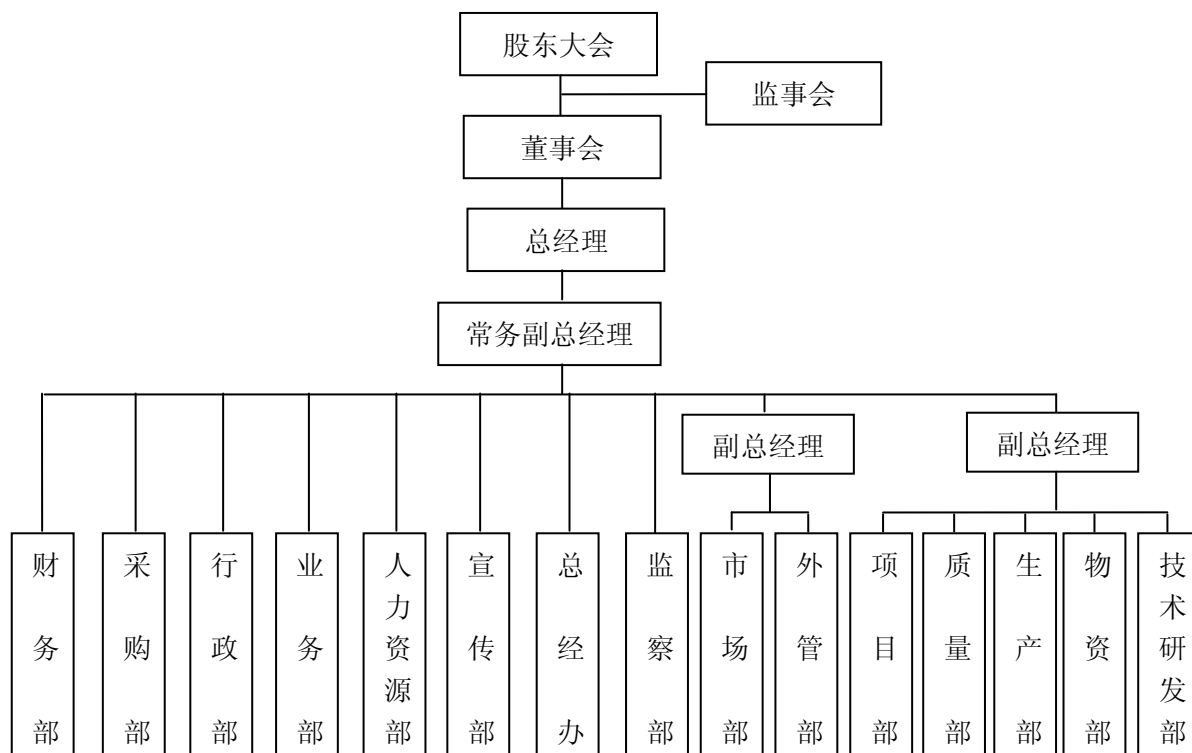 股东大会
监事会
董事会
总经理
常务副总经理
副总经理
副总经理
财务部
采购部
行政部
业务部
人力资源部
宣传部
总经办
监察部
市场部
外管部
项目部
质量部
生产部
物资部
技术研发部